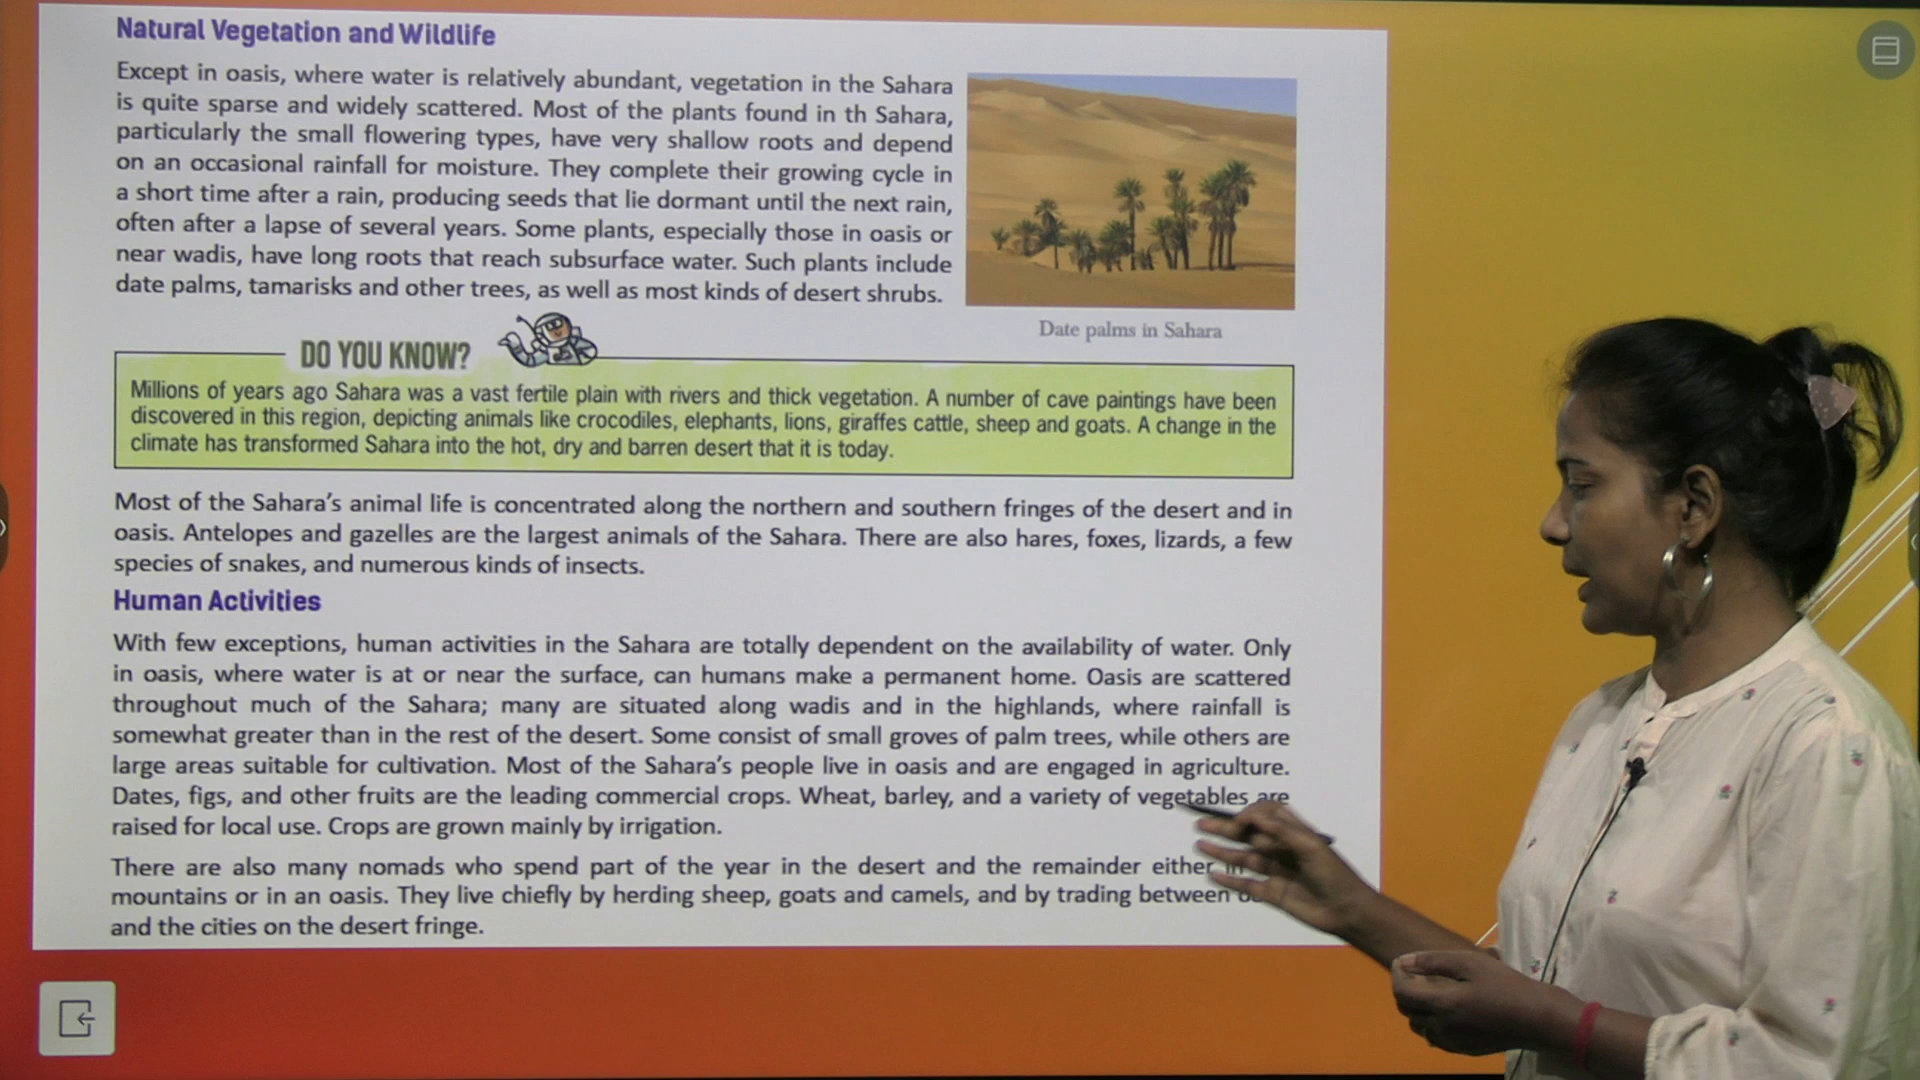 Natural Vegetation and Wildlife
Except in oasis, where water is relatively abundant, vegetation in the Sahara
is quite sparse and widely scattered. Most of the plants found in th Sahara,
particularly the small flowering types, have very shallow roots and depend
on an occasional rainfall for moisture. They complete their growing cycle in
a short time after a rain, producing seeds that lie dormant until the next rain,
often after a lapse of several years. Some plants, especially those in oasis or
near wadis, have long roots that reach subsurface water. Such plants include
date palms, tamarisks and other trees, as well as most kinds of desert shrubs.
Date palms in Sahara
DO YOU KNOW?
Millions of years ago Sahara was a vast fertile plain with rivers and thick vegetation. A number of cave paintings have been
discovered in this region, depicting animals like crocodiles, elephants, lions, giraffes cattle, sheep and goats. A change in the
climate has transformed Sahara into the hot, dry and barren desert that it is today.
Most of the Sahara's animal life is concentrated along the northern and southern fringes of the desert and in
oasis. Antelopes and gazelles are the largest animals of the Sahara. There are also hares, foxes, lizards, a few
species of snakes, and numerous kinds of insects.
Human Activities
With few exceptions, human activities in the Sahara are totally dependent on the availability of water. Only
in oasis, where water is at or near the surface, can humans make a permanent home. Oasis are scattered
throughout much of the Sahara; many are situated along wadis and in the highlands, where rainfall is
somewhat greater than in the rest of the desert. Some consist of small groves of palm trees, while others are
large areas suitable for cultivation. Most of the Sahara's people live in oasis and are engaged in agriculture.
Dates, figs, and other fruits are the leading commercial crops. Wheat, barley, and a variety of vegetables are
raised for local use. Crops are grown mainly by irrigation.
There are also many nomads who spend part of the year in the desert and the remainder either
mountains or in an oasis. They live chiefly by herding sheep, goats and camels, and by trading between
and the cities on the desert fringe.